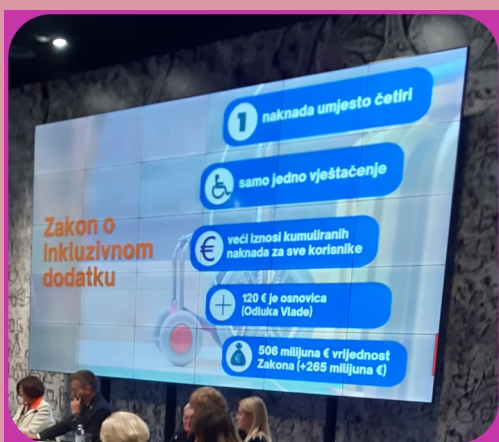 Zakon o
inkluzivnom
dodatku
1
naknada umjesto četiri
samo jedno vještačenje
€
veći iznosi kumuliranih
naknada za sve korisnike
+
120 € je osnovica
(Odluka Vlade)
506 milijuna € vrijednost
Zakona (+265 milijuna €)